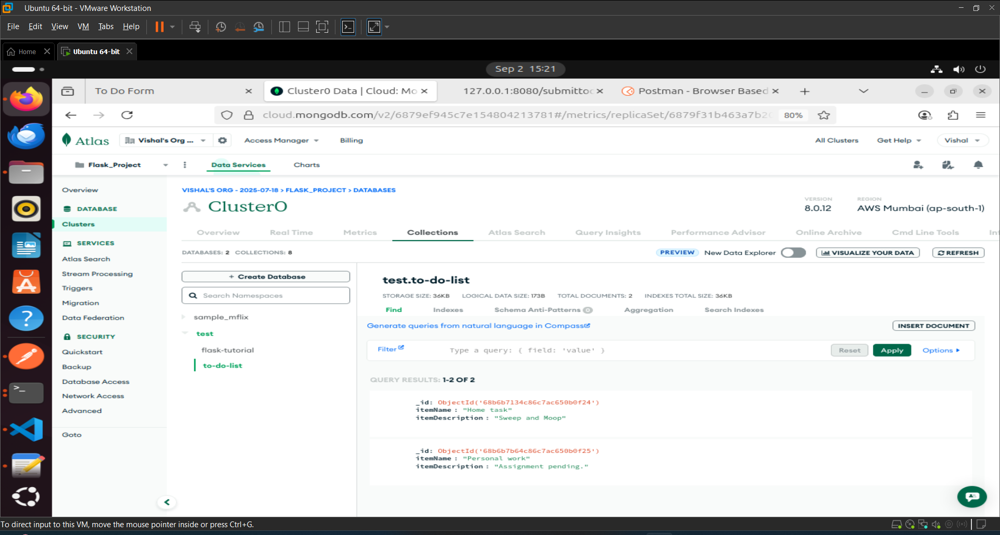 Ubuntu 64-bit - VMware Workstation
File Edit View VM Tabs Help
Home Ubuntu 64-bit
Sep 2 15:21
To Do Form Cluster0 Data | Cloud: Mo 127.0.0.1:8080/submittoc Postman - Browser Based
cloud.mongodb.com/v2/6879ef945c7e154804213781#/metrics/replicaSet/6879f31b463a7b2 80%
Atlas Vishal's Org ... Access Manager Billing All Clusters Get Help Vishal
Flask_Project Data Services Charts
Overview
DATABASE
Clusters
SERVICES
Atlas Search
Stream Processing
Triggers
Migration
Data Federation
SECURITY
Quickstart
Backup
Database Access
Network Access
Advanced
Goto
VISHAL'S ORG - 2025-07-18 > FLASK_PROJECT > DATABASES
Cluster0
VERSION REGION
8.0.12 AWS Mumbai (ap-south-1)
Overview Real Time Metrics Collections Atlas Search Query Insights Performance Advisor Online Archive Cmd Line Tools
DATABASES: 2 COLLECTIONS: 8 PREVIEW New Data Explorer VISUALIZE YOUR DATA REFRESH
+ Create Database
Search Namespaces
sample_mflix
test
flask-tutorial
to-do-list
test.to-do-list
STORAGE SIZE: 36KB LOGICAL DATA SIZE: 173B TOTAL DOCUMENTS: 2 INDEXES TOTAL SIZE: 36KB
Find Indexes Schema Anti-Patterns 0 Aggregation Search Indexes
Generate queries from natural language in Compass
INSERT DOCUMENT
Filter Type a query: { field: 'value' } Reset Apply Options
QUERY RESULTS: 1-2 OF 2
_id: ObjectId('68b6b7134c86c7ac650b0f24')
itemName : "Home task"
itemDescription : "Sweep and Moop"
_id: ObjectId('68b6b7b64c86c7ac650b0f25')
itemName : "Personal work"
itemDescription : "Assignment pending."
To direct input to this VM, move the mouse pointer inside or press Ctrl+G.